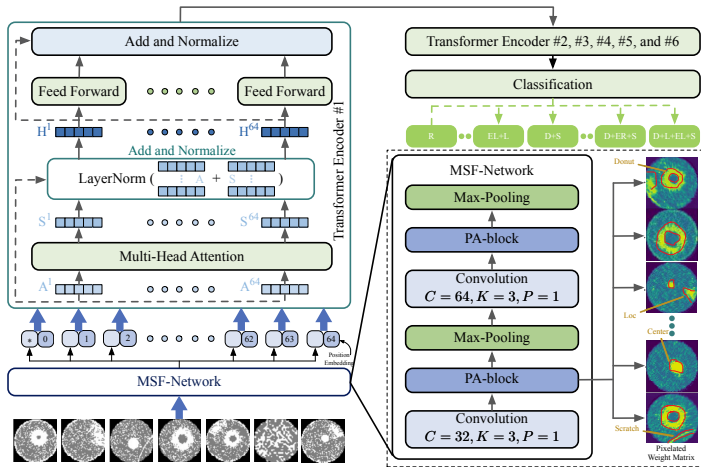 Add and Normalize
Feed Forward
Feed Forward
H1
H64
Add and Normalize
LayerNorm ( A + S )
S1
S64
Multi-Head Attention
A1
A64
Transformer Encoder #1
* 0
1
2
62
63
64
Position
Embedding
MSF-Network
Transformer Encoder #2, #3, #4, #5, and #6
Classification
R
EL+L
D+S
D+ER+S
D+L+EL+S
MSF-Network
Max-Pooling
PA-block
Convolution
C = 64, K = 3, P = 1
Max-Pooling
PA-block
Convolution
C = 32, K = 3, P = 1
Donut
Loc
Center
Scratch
Pixelated
Weight Matrix